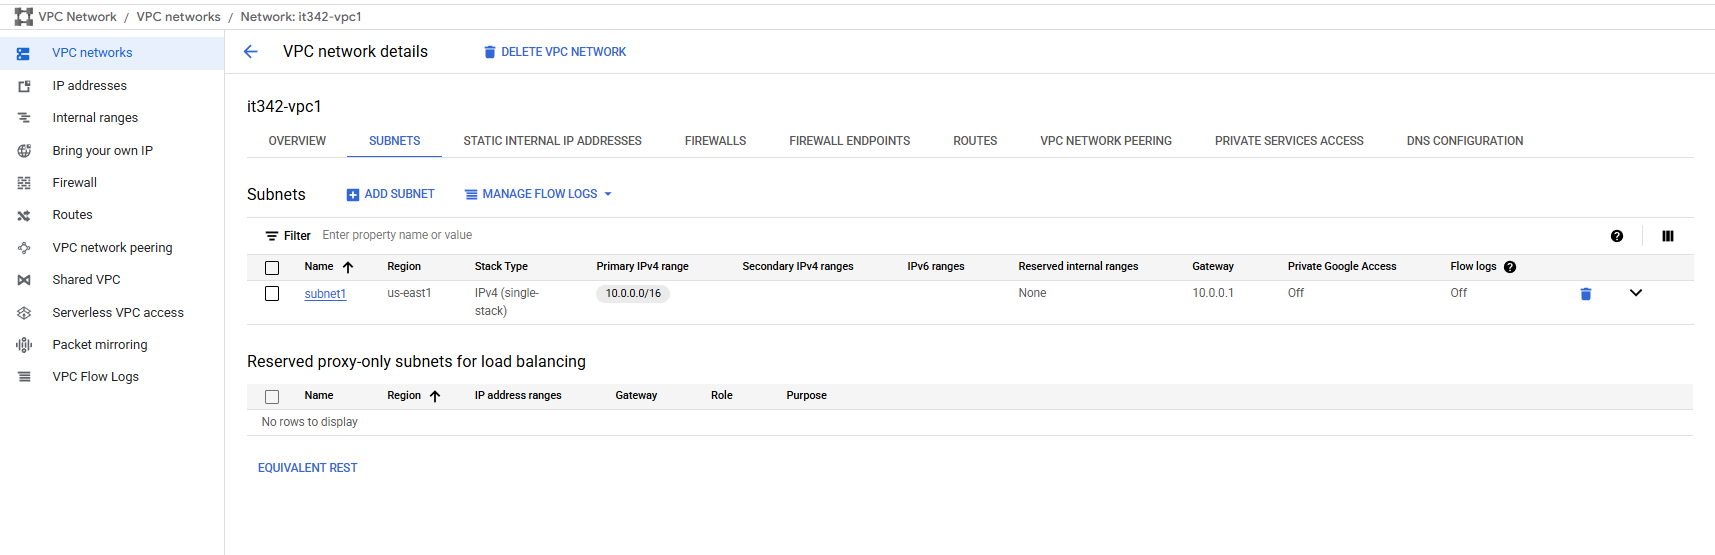 VPC Network / VPC networks / Network: it342-vpc1
VPC networks
IP addresses
Internal ranges
Bring your own IP
Firewall
Routes
VPC network peering
Shared VPC
Serverless VPC access
Packet mirroring
VPC Flow Logs
VPC network details DELETE VPC NETWORK
it342-vpc1
OVERVIEW SUBNETS STATIC INTERNAL IP ADDRESSES FIREWALLS FIREWALL ENDPOINTS ROUTES VPC NETWORK PEERING PRIVATE SERVICES ACCESS DNS CONFIGURATION
Subnets ADD SUBNET MANAGE FLOW LOGS
Filter Enter property name or value
Name Region Stack Type Primary IPv4 range Secondary IPv4 ranges IPv6 ranges Reserved internal ranges Gateway Private Google Access Flow logs
subnet1 us-east1 IPv4 (single- 10.0.0.0/16 None 10.0.0.1 Off Off
stack)
Reserved proxy-only subnets for load balancing
Name Region IP address ranges Gateway Role Purpose
No rows to display
EQUIVALENT REST